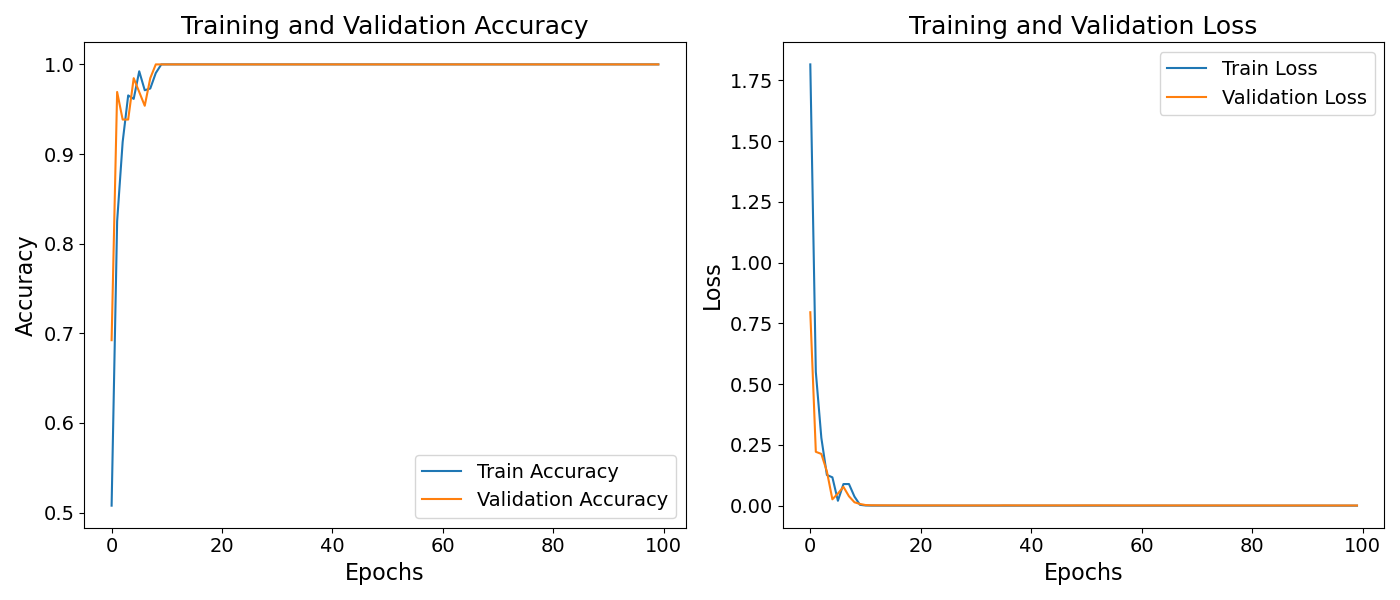 Training and Validation Accuracy
1.0
0.9
0.8
0.7
0.6
0.5
Accuracy
Train Accuracy
Validation Accuracy
0 20 40 60 80 100
Epochs
Training and Validation Loss
1.75
1.50
1.25
1.00
0.75
0.50
0.25
0.00
Loss
Train Loss
Validation Loss
0 20 40 60 80 100
Epochs